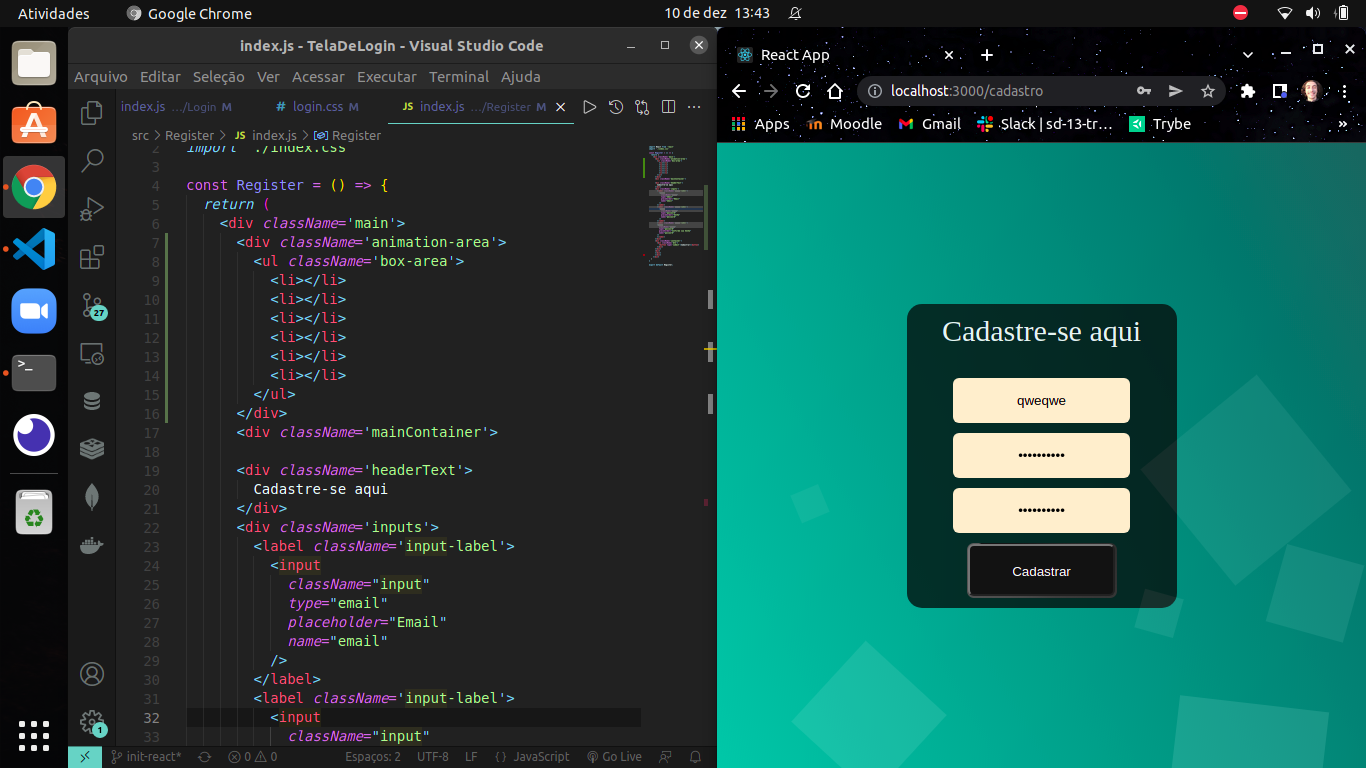 Atividades
Google Chrome
10 de dez 13:43
index.js - TelaDeLogin - Visual Studio Code
Arquivo Editar Seleção Ver Acessar Executar Terminal Ajuda
index.js .../Login M
# login.css M
JS index.js .../Register M
src > Register > JS index.js > Register
2 import './index.css'
3
4 const Register = () => {
5 return (
6 <div className='main'>
7 <div className='animation-area'>
8 <ul className='box-area'>
9 <li></li>
10 <li></li>
11 <li></li>
12 <li></li>
13 <li></li>
14 <li></li>
15 </ul>
16 </div>
17 <div className='mainContainer'>
18
19 <div className='headerText'>
20 Cadastre-se aqui
21 </div>
22 <div className='inputs'>
23 <label className='input-label'>
24 <input
25 className="input"
26 type="email"
27 placeholder="Email"
28 name="email"
29 />
30 </label>
31 <label className='input-label'>
32 <input
33 className="input"
27
1
init-react*
0
0
Espaços: 2
UTF-8
LF
{ } JavaScript
Go Live
React App
localhost:3000/cadastro
Apps
Moodle
Gmail
Slack | sd-13-tr...
Trybe
»
Cadastre-se aqui
qweqwe
••••••••••
••••••••••
Cadastrar